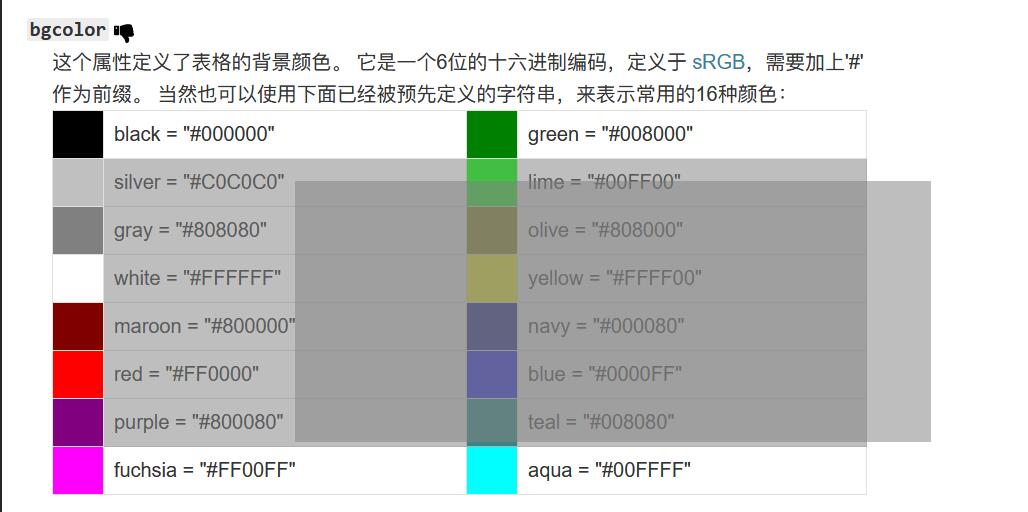 bgcolor
这个属性定义了表格的背景颜色。 它是一个6位的十六进制编码，定义于 sRGB，需要加上'#'
作为前缀。 当然也可以使用下面已经被预先定义的字符串，来表示常用的16种颜色：
black = "#000000" green = "#008000"
silver = "#C0C0C0" lime = "#00FF00"
gray = "#808080" olive = "#808000"
white = "#FFFFFF" yellow = "#FFFF00"
maroon = "#800000" navy = "#000080"
red = "#FF0000" blue = "#0000FF"
purple = "#800080" teal = "#008080"
fuchsia = "#FF00FF" aqua = "#00FFFF"